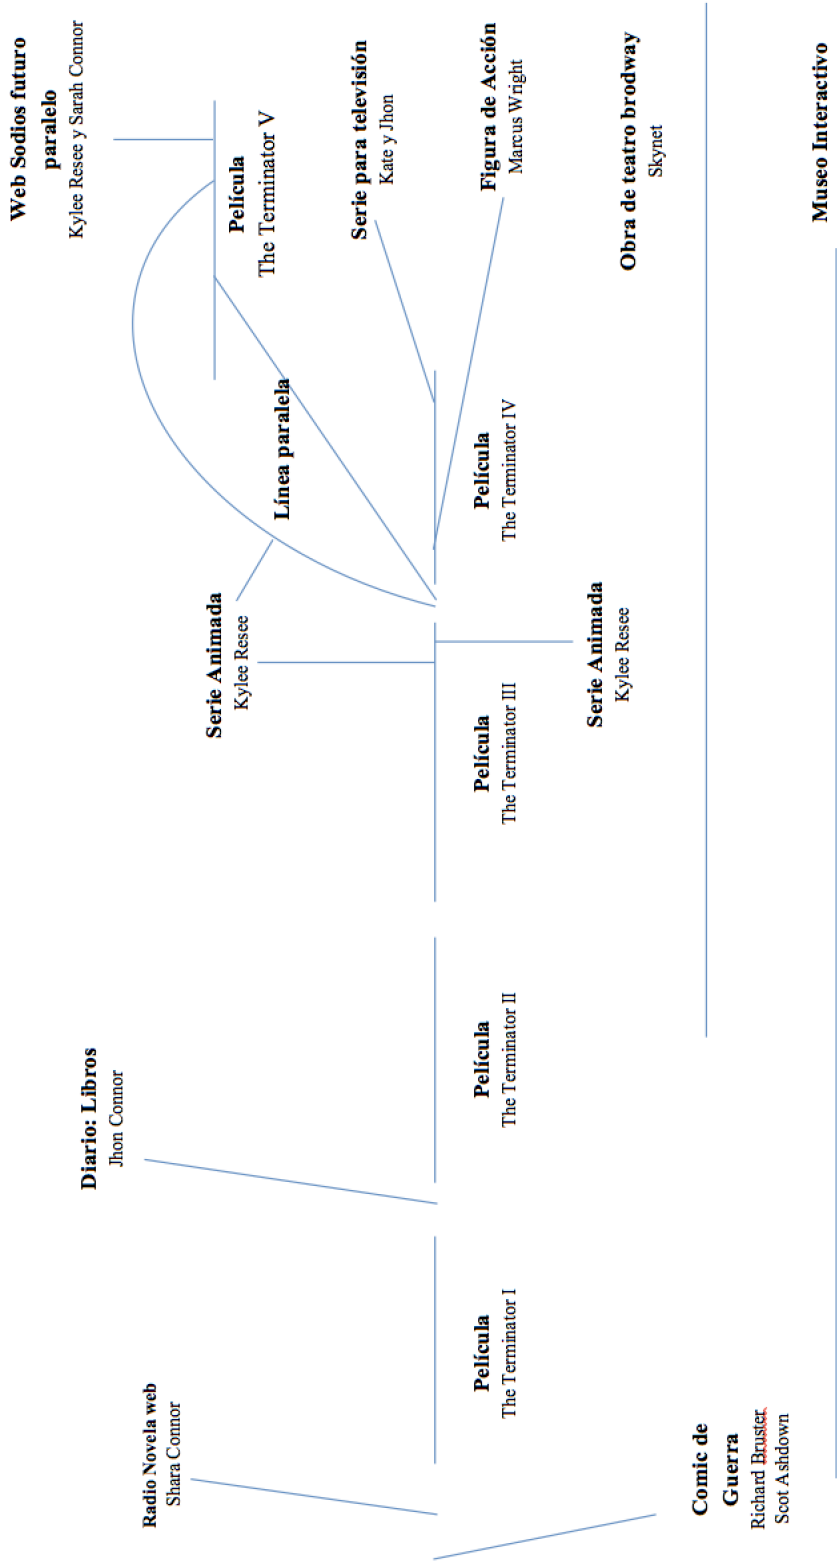 Web Sodios futuro
paralelo
Kylee Resee y Sarah Connor
Película
The Terminator V
Serie para televisión
Kate y Jhon
Figura de Acción
Marcus Wright
Obra de teatro brodway
Skynet
Museo Interactivo
Línea paralela
Película
The Terminator IV
Serie Animada
Kylee Resee
Serie Animada
Kylee Resee
Película
The Terminator III
Diario: Libros
Jhon Connor
Película
The Terminator II
Película
The Terminator I
Radio Novela web
Shara Connor
Comic de
Guerra
Richard Bruster
Scot Ashdown